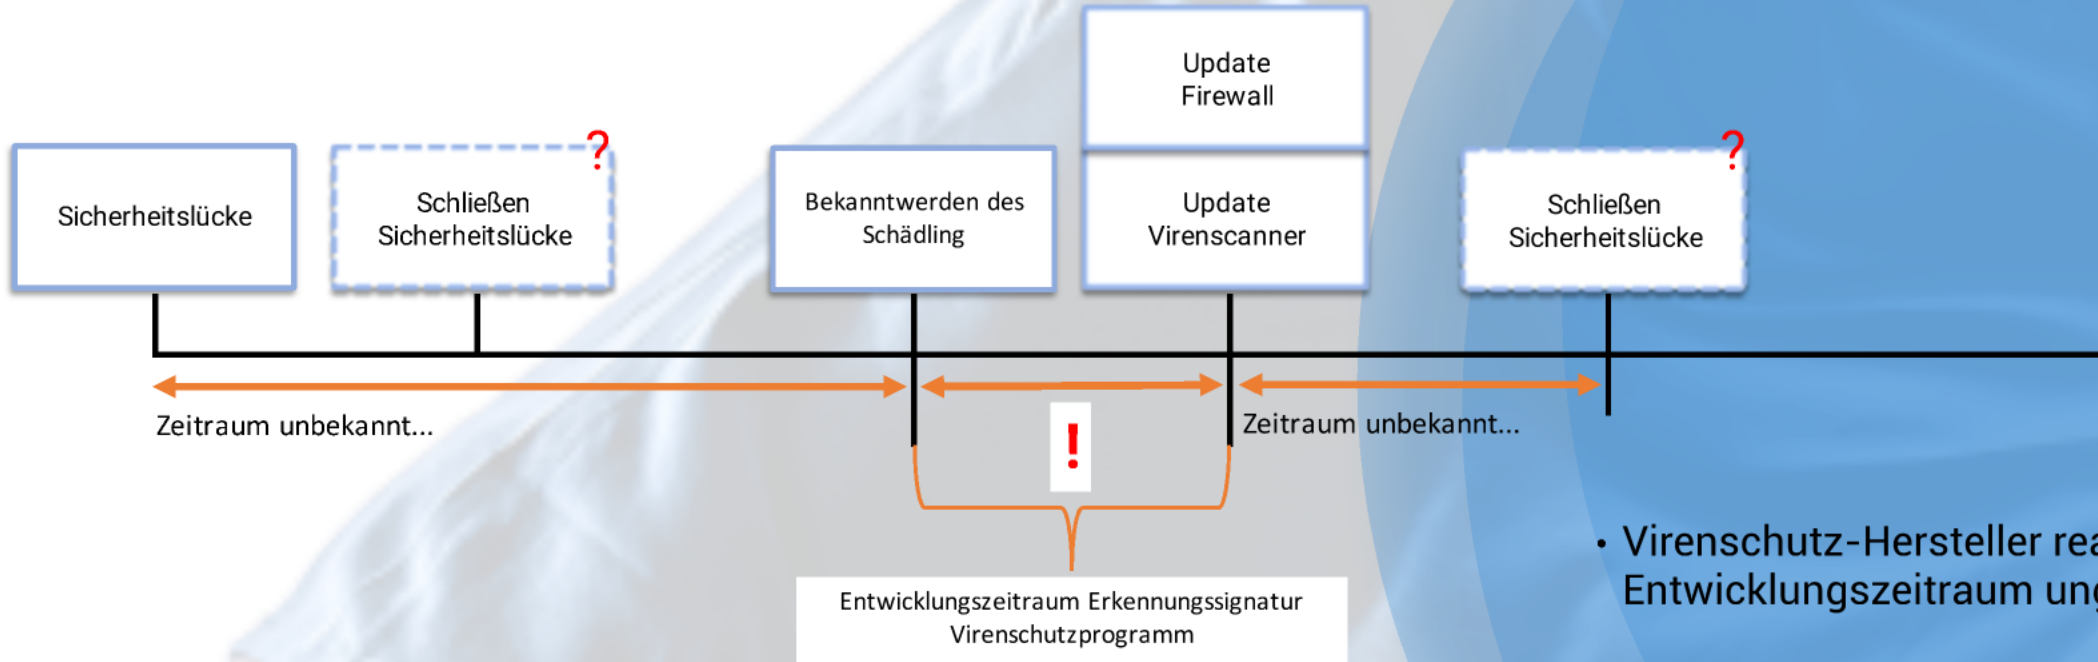 Update
Firewall
?
?
Sicherheitslücke
Schließen
Sicherheitslücke
Bekanntwerden des
Schädling
Update
Virenscanner
Schließen
Sicherheitslücke
Zeitraum unbekannt...
!
Zeitraum unbekannt...
• Virenschutz-Hersteller
Entwicklungszeitraum
Entwicklungszeitraum Erkennungssignatur
Virenschutzprogramm